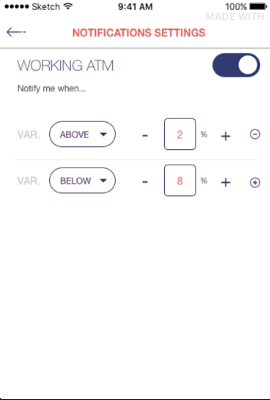 Sketch 9:41 AM 100%
MADE WITH
NOTIFICATIONS SETTINGS
WORKING ATM
Notify me when...
VAR. ABOVE - 2 % +
VAR. BELOW - 8 % +